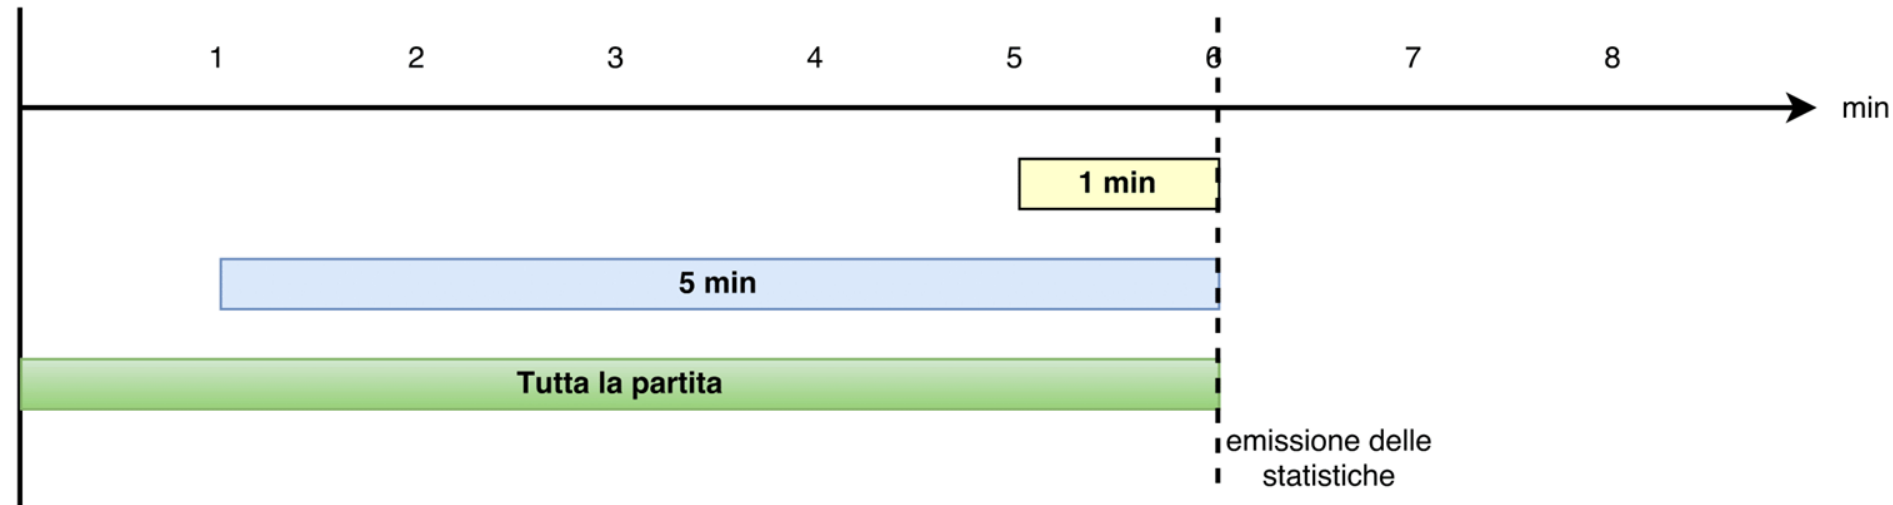 1 2 3 4 5 6 7 8
min
1 min
5 min
Tutta la partita
emissione delle
statistiche